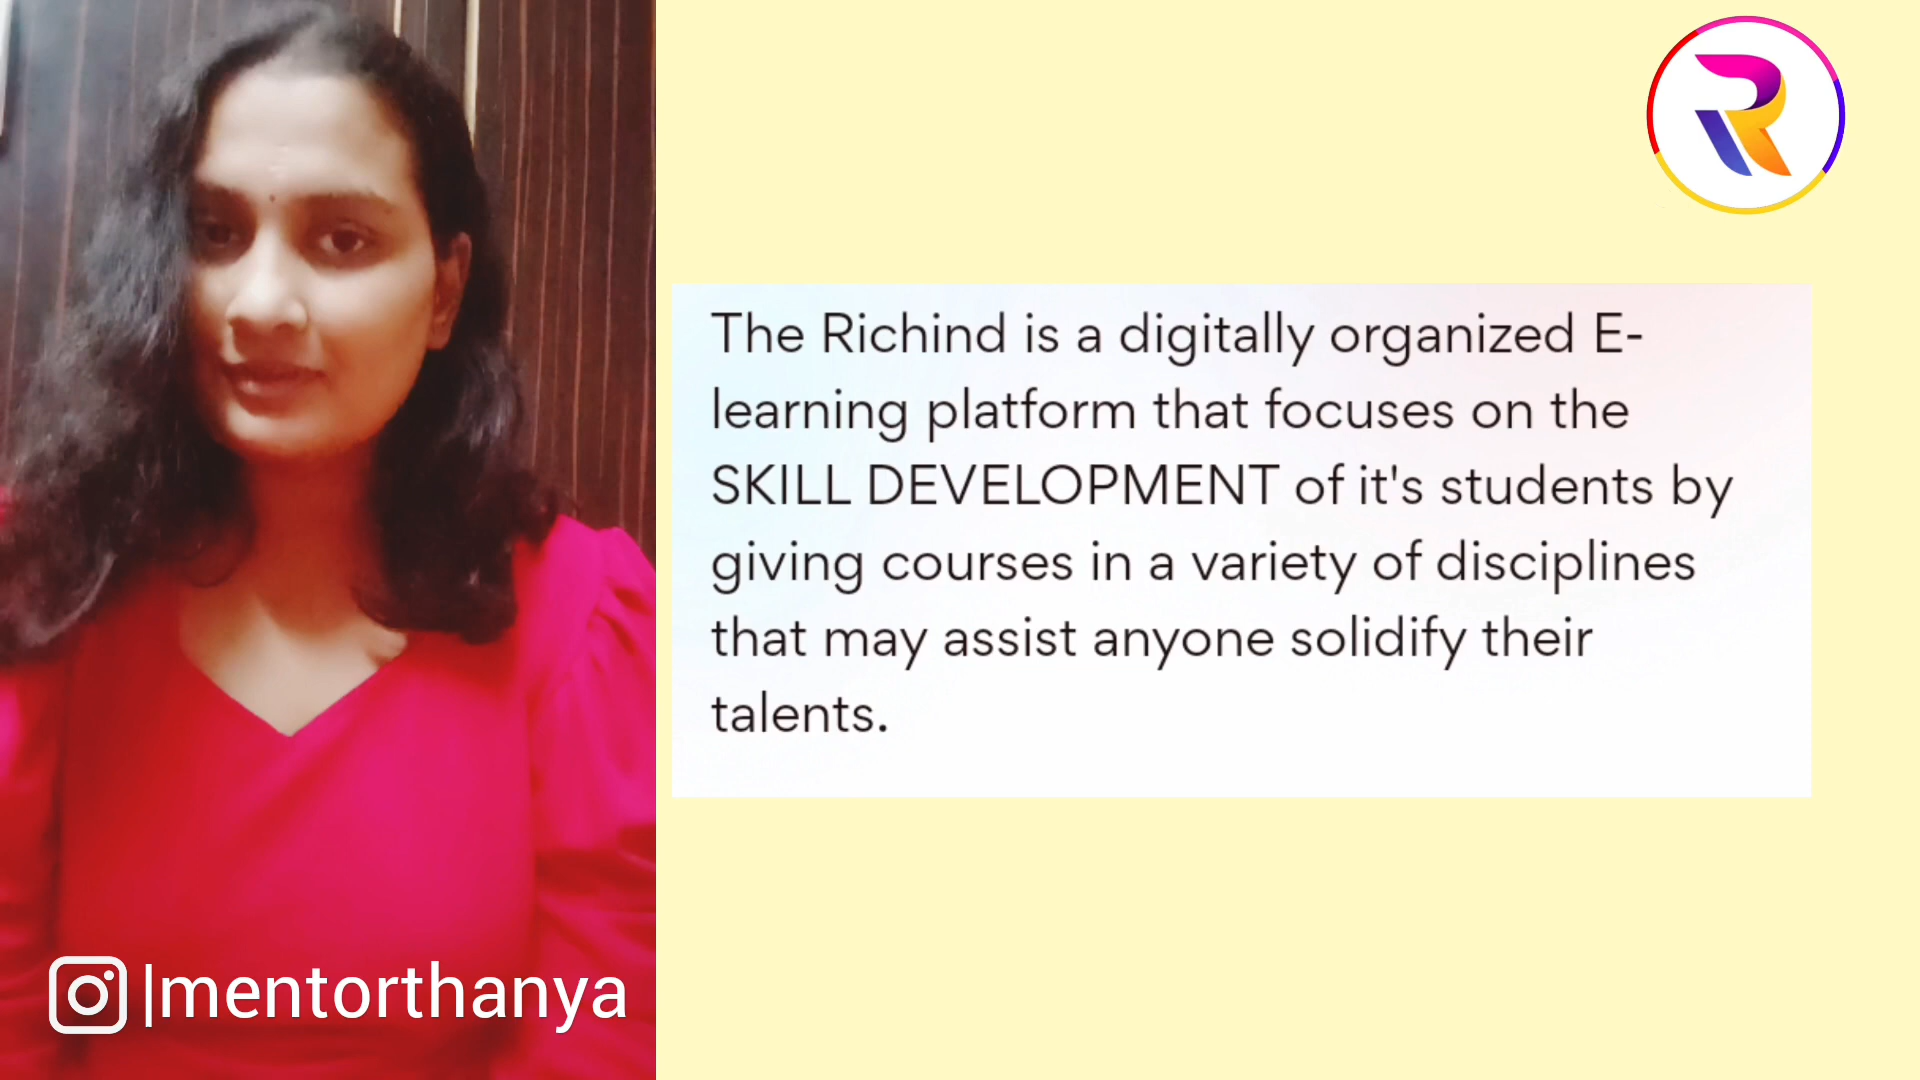 The Richind is a digitally organized E-
learning platform that focuses on the
SKILL DEVELOPMENT of it's students by
giving courses in a variety of disciplines
that may assist anyone solidify their
talents.
|mentorthanya